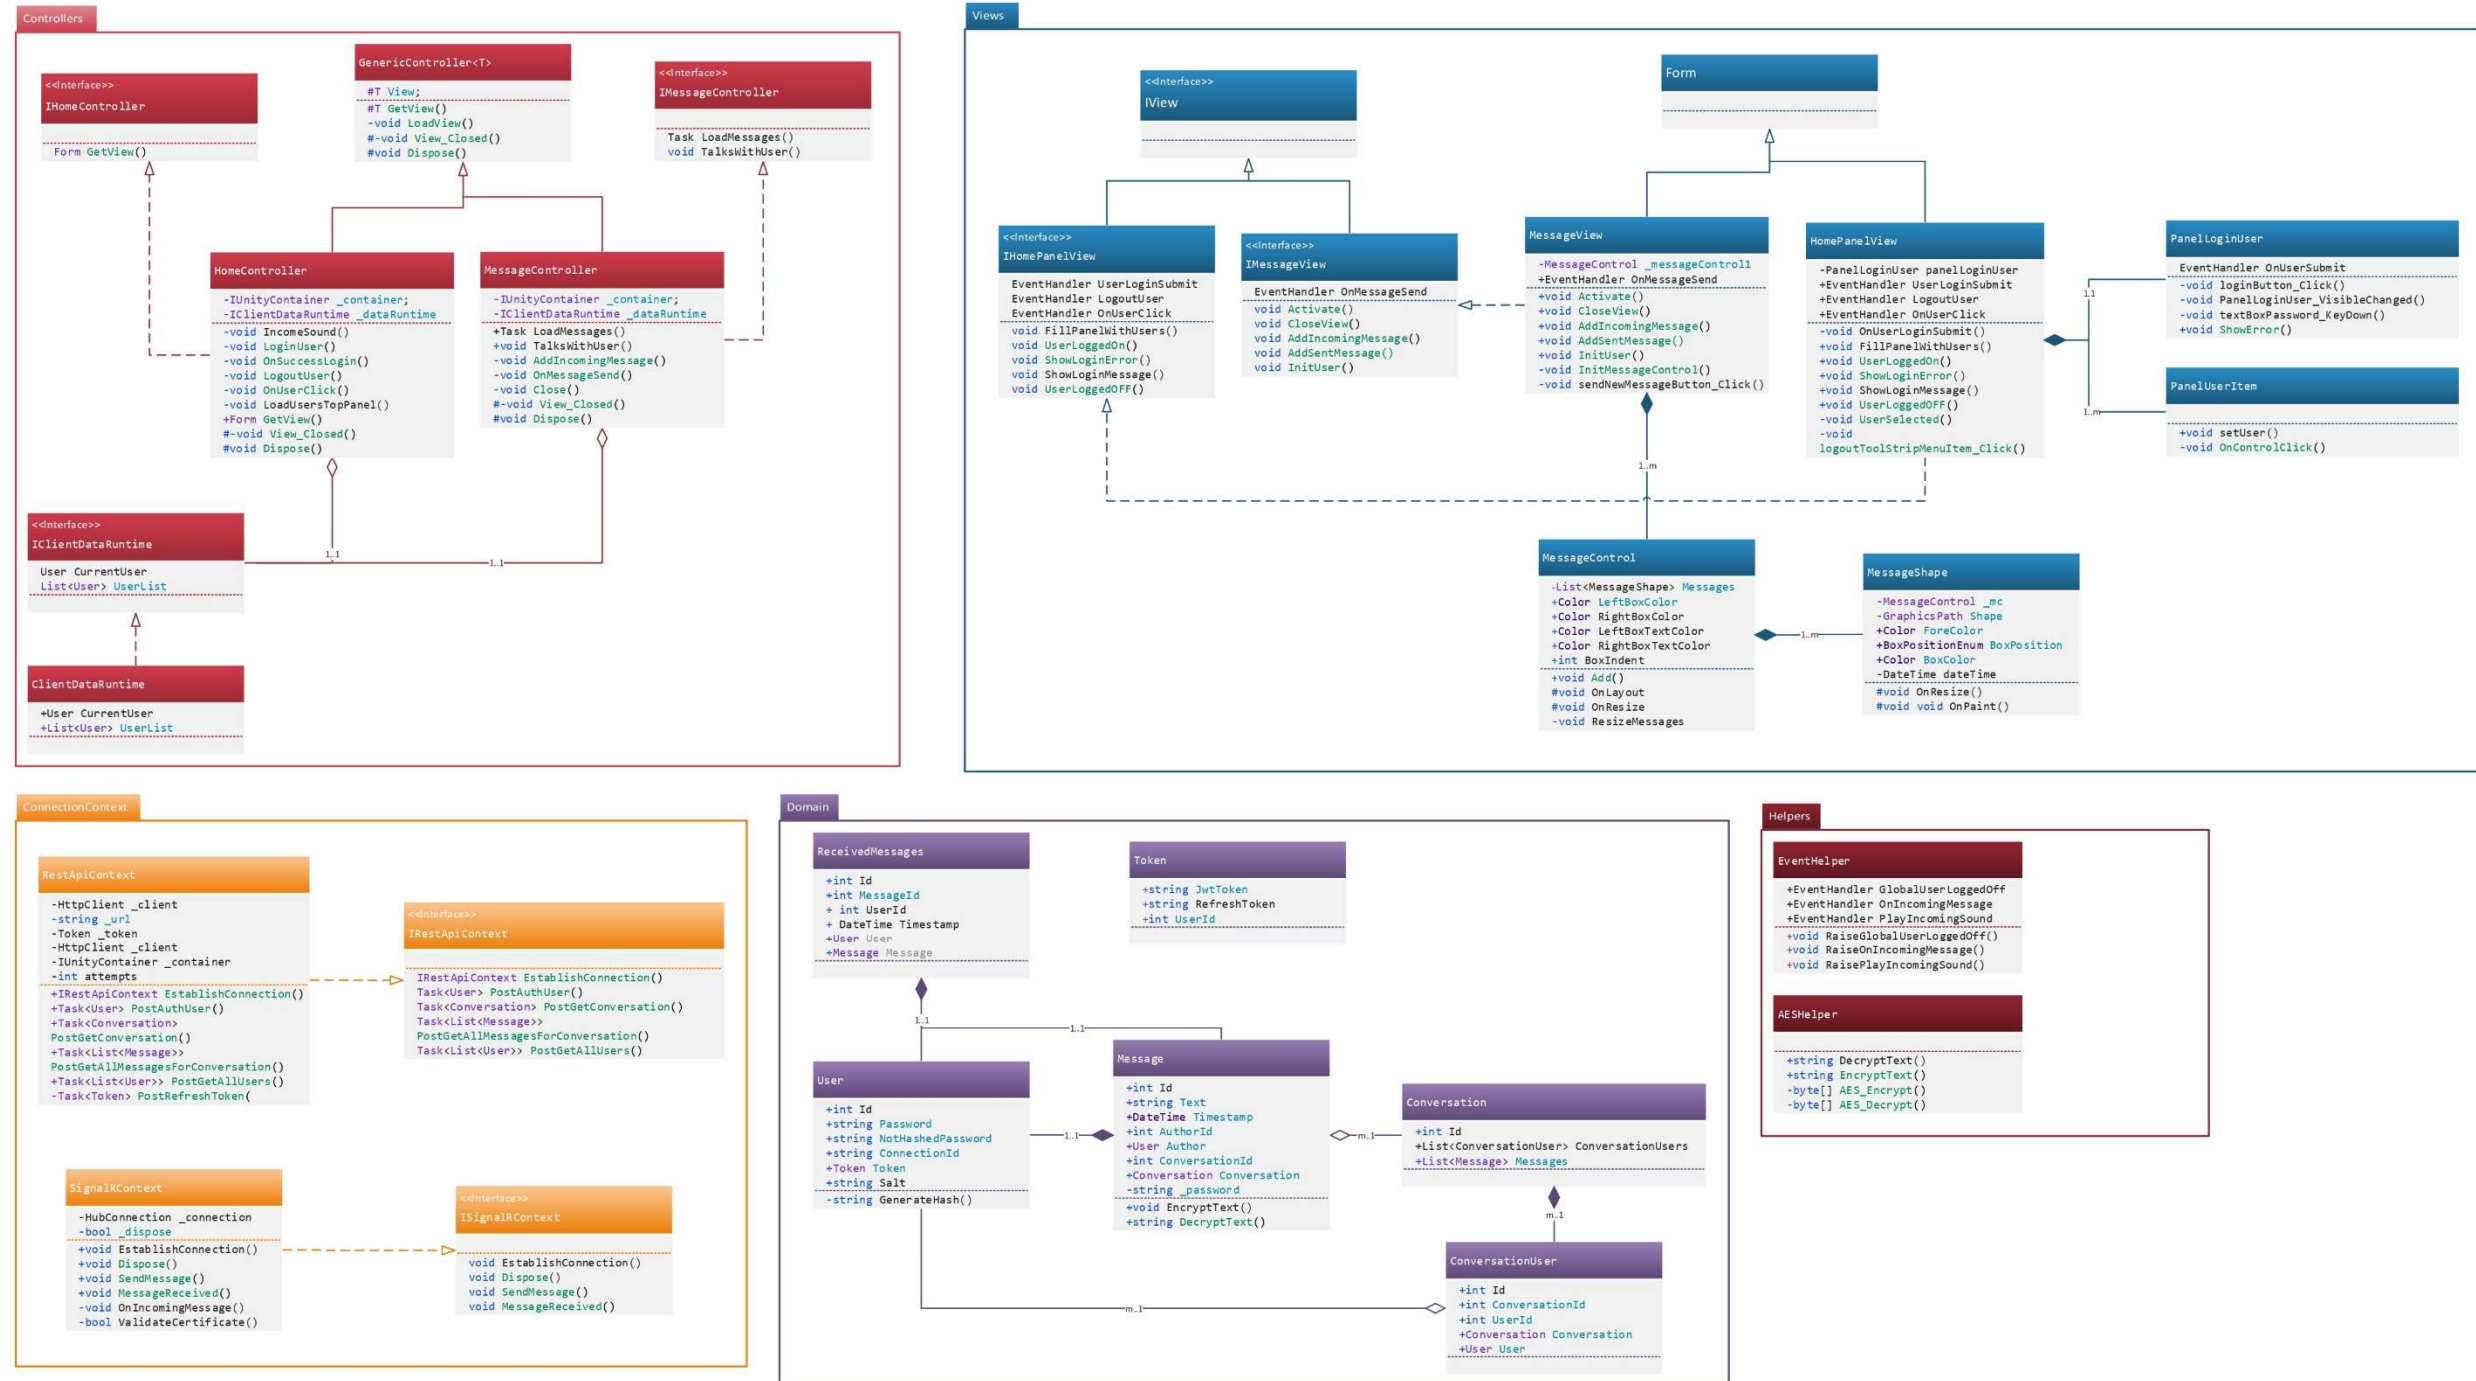 Controllers
<<Interface>>
IHomeController
Form GetView()
GenericController<T>
#T View;
#T GetView()
-void LoadView()
#-void View_Closed()
#void Dispose()
<<Interface>>
IMessageController
Task LoadMessages()
void TalksWithUser()
HomeController
-IUnityContainer _container;
-IClientDataRuntime _dataRuntime
-void IncomeSound()
-void LoginUser()
-void OnSuccessLogin()
-void LogoutUser()
-void OnUserClick()
-void LoadUsersTopPanel()
+Form GetView()
#-void View_Closed()
#void Dispose()
MessageController
-IUnityContainer _container;
-IClientDataRuntime _dataRuntime
+Task LoadMessages()
+void TalksWithUser()
-void AddIncomingMessage()
-void OnMessageSend()
-void Close()
#-void View_Closed()
#void Dispose()
<<Interface>>
IClientDataRuntime
User CurrentUser
List<User> UserList
1..1
1..1
ClientDataRuntime
+User CurrentUser
+List<User> UserList
Views
<<Interface>>
IView
Form
<<Interface>>
IHomePanelView
EventHandler UserLoginSubmit
EventHandler LogoutUser
EventHandler OnUserClick
void FillPanelWithUsers()
void UserLoggedOn()
void ShowLoginError()
void ShowLoginMessage()
void UserLoggedOFF()
<<Interface>>
IMessageView
EventHandler OnMessageSend
void Activate()
void CloseView()
void AddIncomingMessage()
void AddSentMessage()
void InitUser()
MessageView
-MessageControl _messageControl1
+EventHandler OnMessageSend
+void Activate()
+void CloseView()
+void AddIncomingMessage()
+void AddSentMessage()
+void InitUser()
-void InitMessageControl()
-void sendNewMessageButton_Click()
HomePanelView
-PanelLoginUser panelLoginUser
+EventHandler UserLoginSubmit
+EventHandler LogoutUser
+EventHandler OnUserClick
-void OnUserLoginSubmit()
+void FillPanelWithUsers()
+void UserLoggedOn()
+void ShowLoginError()
+void ShowLoginMessage()
+void UserLoggedOFF()
-void UserSelected()
-void
logoutToolStripMenuItem_Click()
PanelLoginUser
EventHandler OnUserSubmit
-void loginButton_Click()
-void PanelLoginUser_VisibleChanged()
-void textBoxPassword_KeyDown()
+void ShowError()
1..1
PanelUserItem
+void setUser()
-void OnControlClick()
1..m
1..m
MessageControl
-List<MessageShape> Messages
+Color LeftBoxColor
+Color RightBoxColor
+Color LeftBoxTextColor
+Color RightBoxTextColor
+int BoxIndent
+void Add()
#void OnLayout
#void OnResize
-void ResizeMessages
1..m
MessageShape
-MessageControl _mc
-GraphicsPath Shape
+Color ForeColor
+BoxPositionEnum BoxPosition
+Color BoxColor
-DateTime dateTime
#void OnResize()
#void void OnPaint()
ConnectionContext
RestApiContext
-HttpClient _client
-string _url
-Token _token
-HttpClient _client
-IUnityContainer _container
-int attempts
+IRestApiContext EstablishConnection()
+Task<User> PostAuthUser()
+Task<Conversation>
PostGetConversation()
+Task<List<Message>>
PostGetAllMessagesForConversation()
+Task<List<User>> PostGetAllUsers()
-Task<Token> PostRefreshToken(
<<Interface>>
IRestApiContext
IRestApiContext EstablishConnection()
Task<User> PostAuthUser()
Task<Conversation> PostGetConversation()
Task<List<Message>>
PostGetAllMessagesForConversation()
Task<List<User>> PostGetAllUsers()
SignalRContext
-HubConnection _connection
-bool _dispose
+void EstablishConnection()
+void Dispose()
+void SendMessage()
+void MessageReceived()
-void OnIncomingMessage()
-bool ValidateCertificate()
<<Interface>>
ISignalRContext
void EstablishConnection()
void Dispose()
void SendMessage()
void MessageReceived()
Domain
ReceivedMessages
+int Id
+int MessageId
+ int UserId
+ DateTime Timestamp
+User User
+Message Message
Token
+string JwtToken
+string RefreshToken
+int UserId
1..1
1..1
User
+int Id
+string Password
+string NotHashedPassword
+string ConnectionId
+Token Token
+string Salt
-string GenerateHash()
1..1
Message
+int Id
+string Text
+DateTime Timestamp
+int AuthorId
+User Author
+int ConversationId
+Conversation Conversation
-string _password
+void EncryptText()
+string DecryptText()
m..1
Conversation
+int Id
+List<ConversationUser> ConversationUsers
+List<Message> Messages
m..1
ConversationUser
+int Id
+int ConversationId
+int UserId
+Conversation Conversation
+User User
m..1
Helpers
EventHelper
+EventHandler GlobalUserLoggedOff
+EventHandler OnIncomingMessage
+EventHandler PlayIncomingSound
+void RaiseGlobalUserLoggedOff()
+void RaiseOnIncomingMessage()
+void RaisePlayIncomingSound()
AESHelper
+string DecryptText()
+string EncryptText()
-byte[] AES_Encrypt()
-byte[] AES_Decrypt()